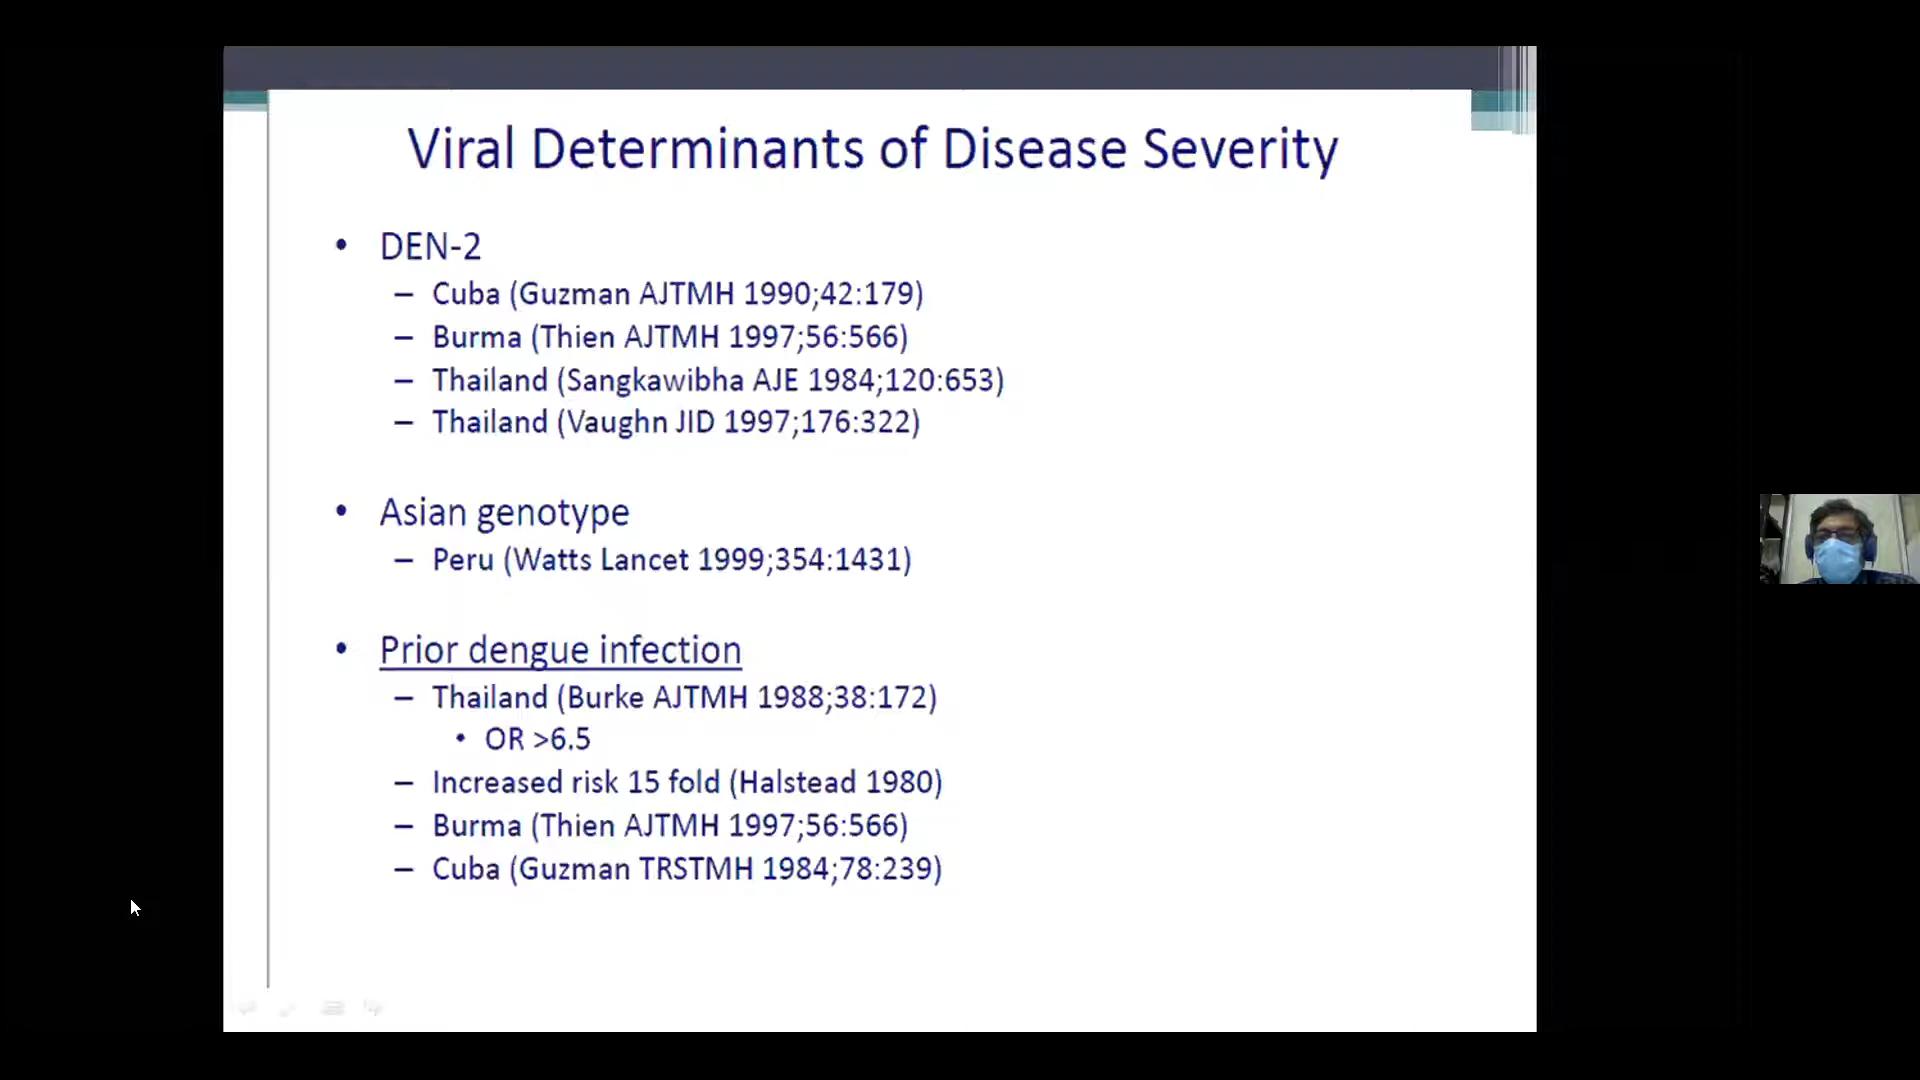 Viral Determinants of Disease Severity
• DEN-2
– Cuba (Guzman AJTMH 1990;42:179)
– Burma (Thien AJTMH 1997;56:566)
– Thailand (Sangkawibha AJE 1984;120:653)
– Thailand (Vaughn JID 1997;176:322)
• Asian genotype
– Peru (Watts Lancet 1999;354:1431)
• Prior dengue infection
– Thailand (Burke AJTMH 1988;38:172)
• OR >6.5
– Increased risk 15 fold (Halstead 1980)
– Burma (Thien AJTMH 1997;56:566)
– Cuba (Guzman TRSTMH 1984;78:239)